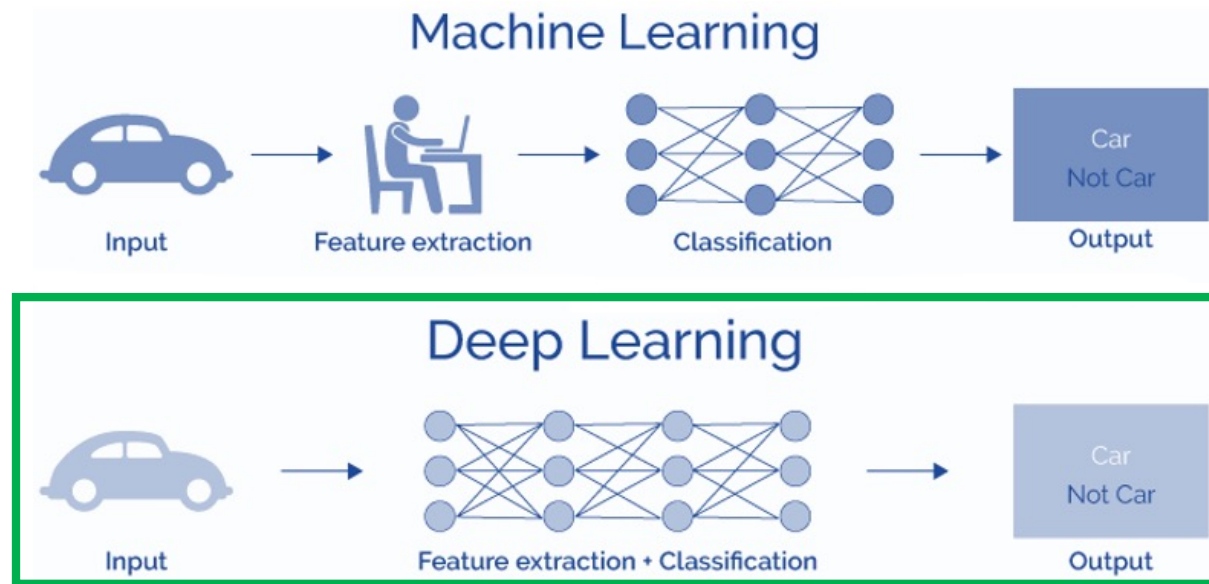 Machine Learning
Car
Not Car
Input
Feature extraction
Classification
Output
Deep Learning
Car
Not Car
Input
Feature extraction + Classification
Output